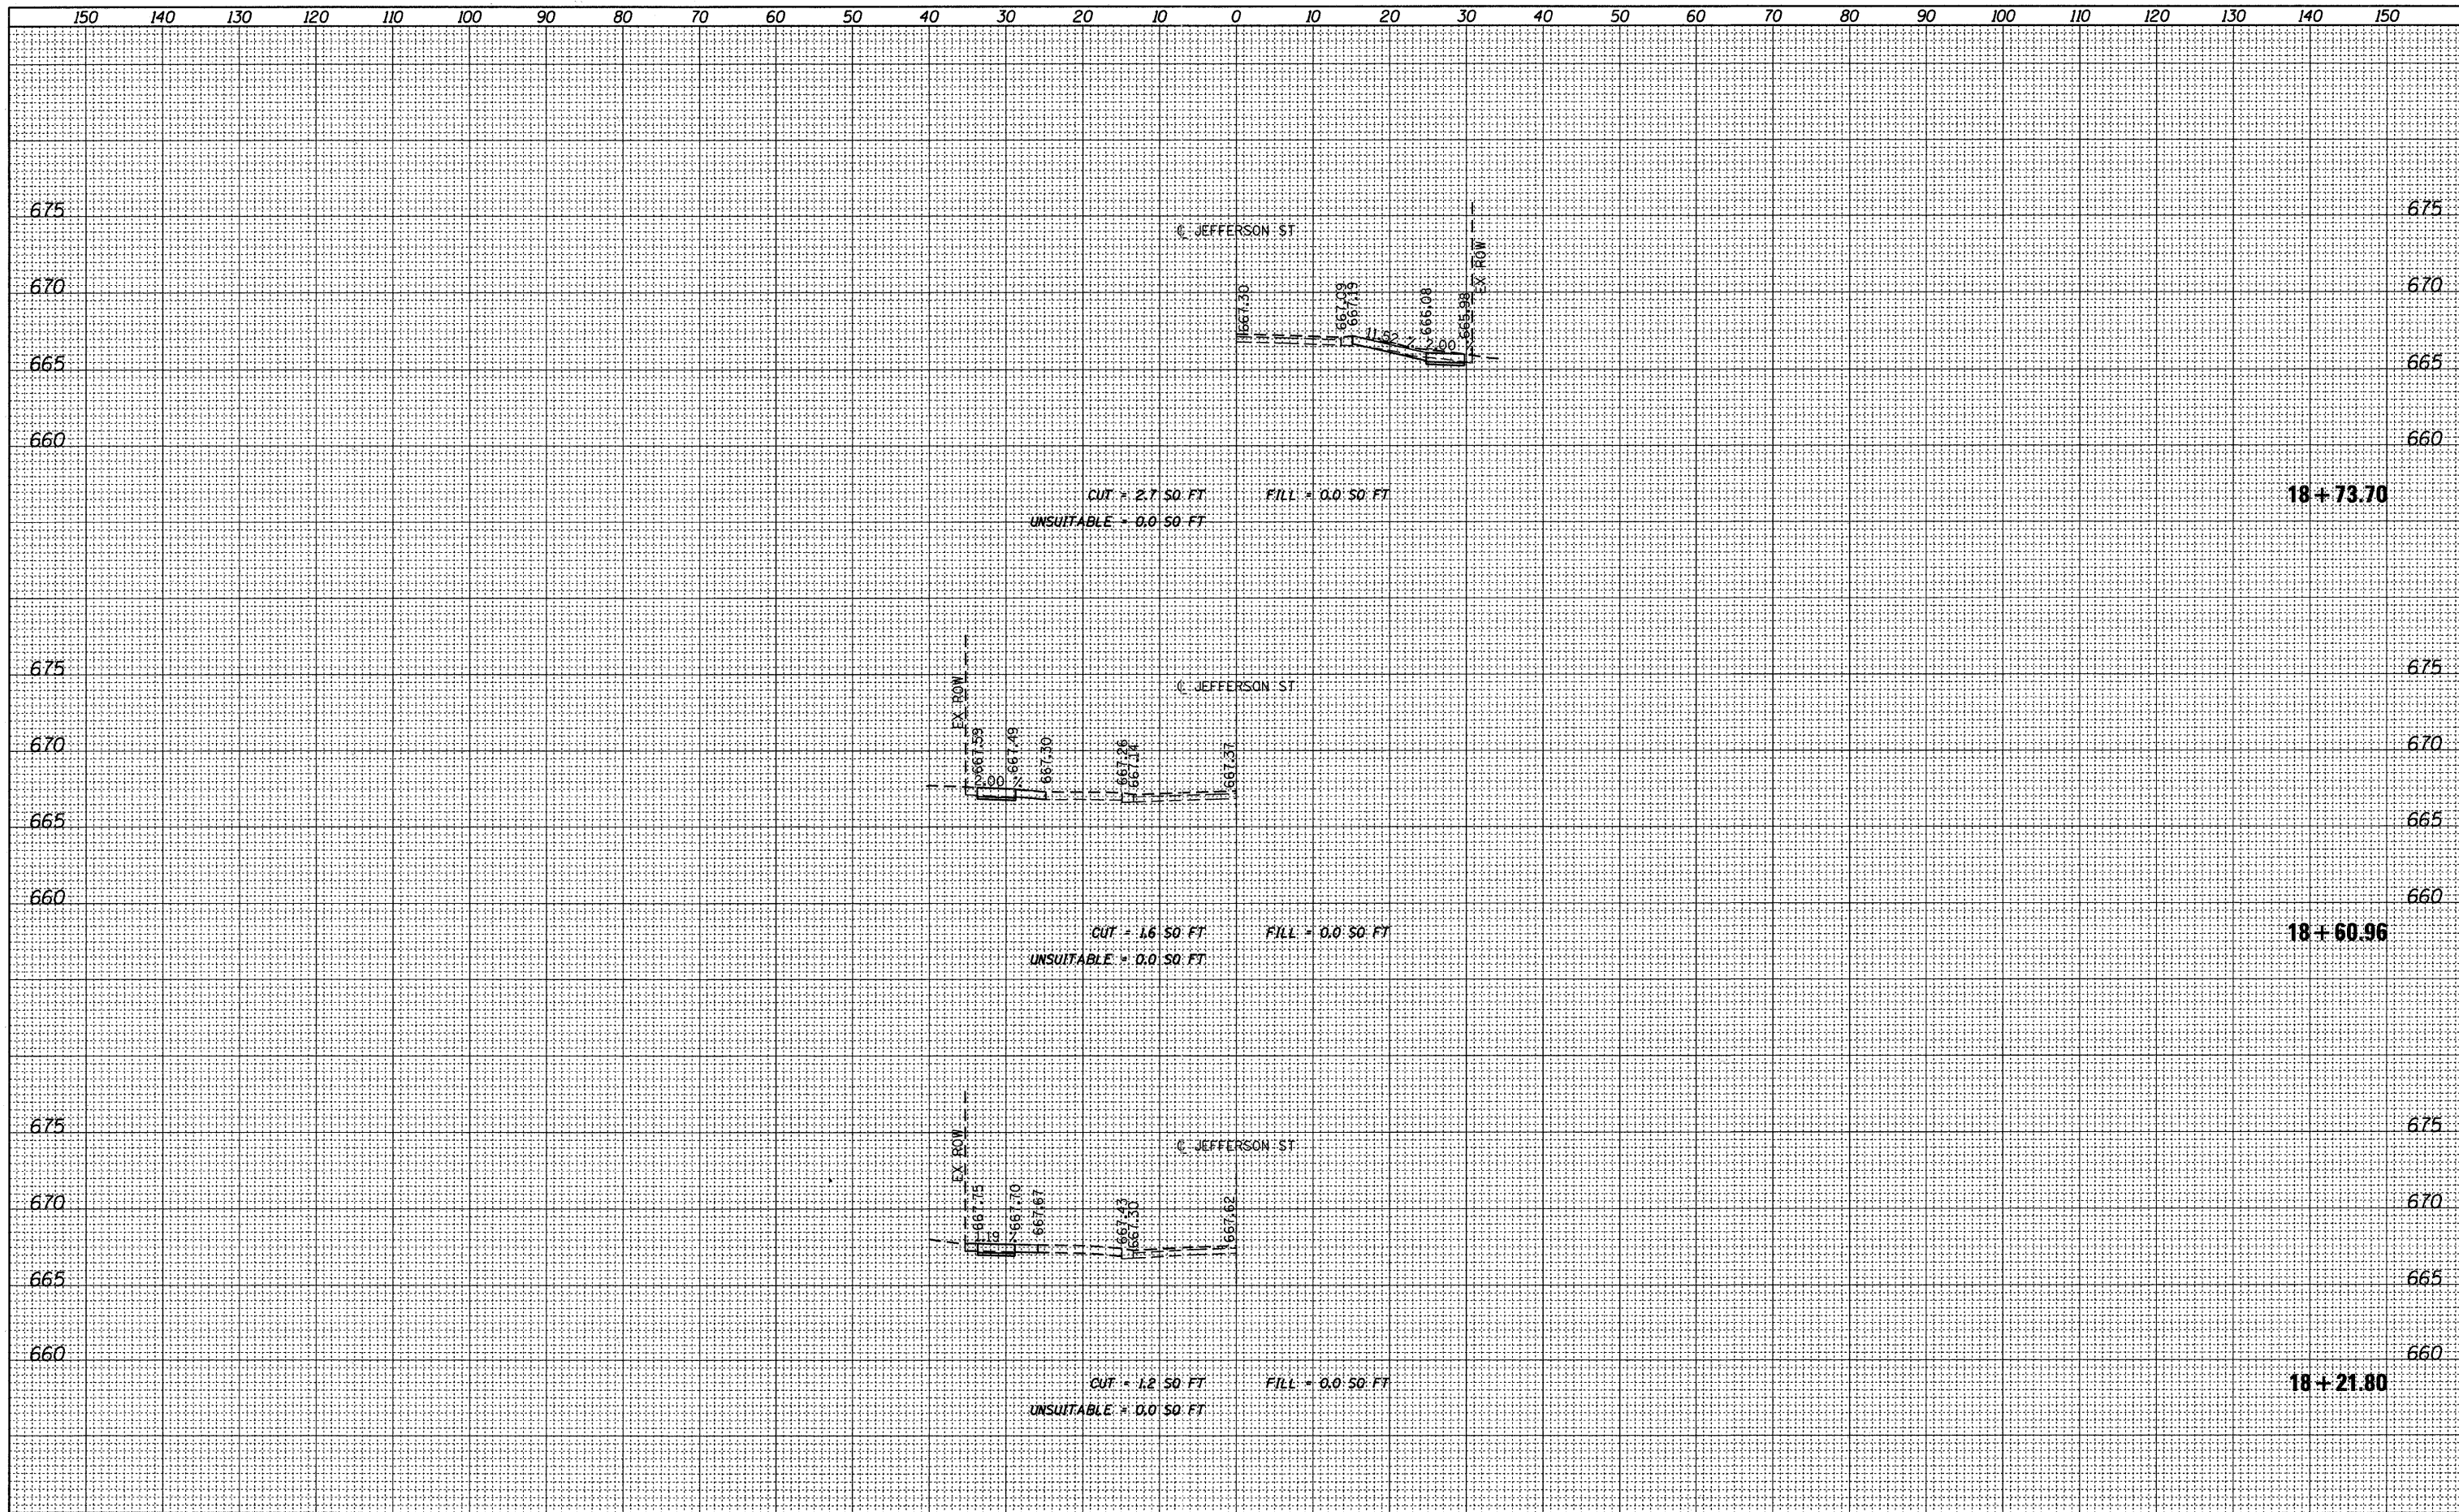 150 140 130 120 110 100 90 80 70 60 50 40 30 20 10 0 10 20 30 40 50 60 70 80 90 100 110 120 130 140 150
675 675
℄ JEFFERSON ST
EX ROW
670 670
667.30 667.09 667.19 666.08 665.98
11.52 % 2.00 %
665 665
660 660
CUT = 2.7 SQ FT FILL = 0.0 SQ FT 18+73.70
UNSUITABLE = 0.0 SQ FT
675 675
EX ROW ℄ JEFFERSON ST
670 670
667.59 667.49 667.30 667.26 667.14 667.37
2.00 %
665 665
660 660
CUT = 1.6 SQ FT FILL = 0.0 SQ FT 18+60.96
UNSUITABLE = 0.0 SQ FT
675 675
EX ROW ℄ JEFFERSON ST
670 670
667.75 667.70 667.67 667.43 667.30 667.62
1.19 %
665 665
660 660
CUT = 1.2 SQ FT FILL = 0.0 SQ FT 18+21.80
UNSUITABLE = 0.0 SQ FT